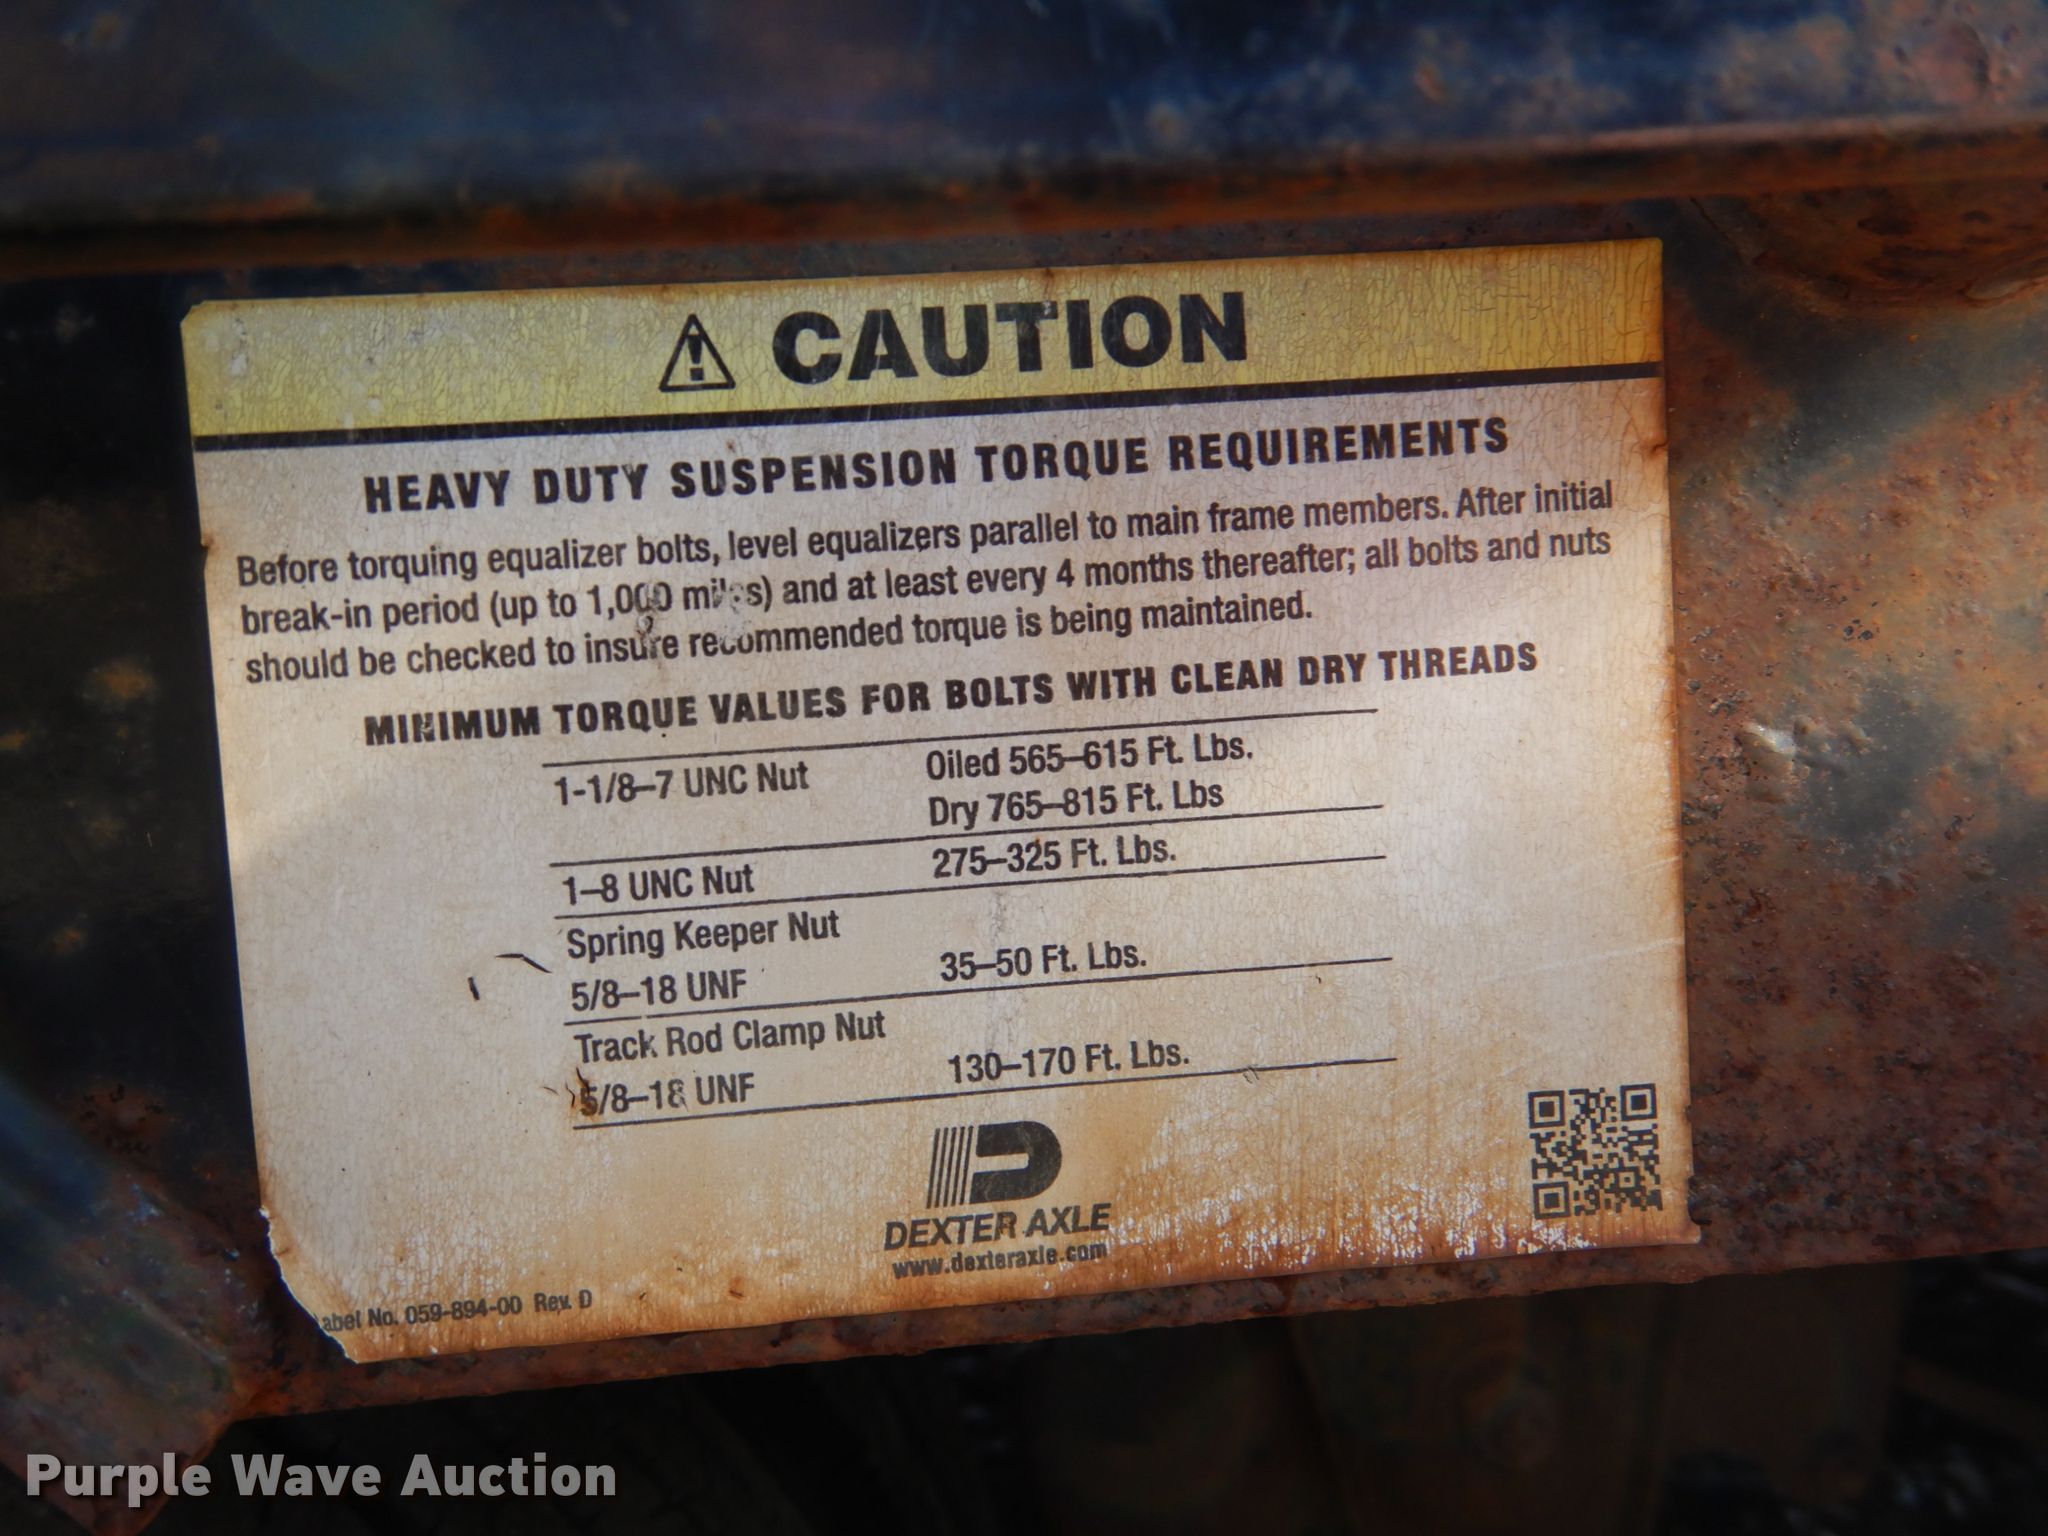 CAUTION
HEAVY DUTY SUSPENSION TORQUE REQUIREMENTS
Before torquing equalizer bolts, level equalizers parallel to main frame members. After initial
break-in period (up to 1,000 miles) and at least every 4 months thereafter; all bolts and nuts
should be checked to insure recommended torque is being maintained.
MINIMUM TORQUE VALUES FOR BOLTS WITH CLEAN DRY THREADS
1-1/8–7 UNC Nut Oiled 565–615 Ft. Lbs.
Dry 765–815 Ft. Lbs
1–8 UNC Nut 275–325 Ft. Lbs.
Spring Keeper Nut
5/8–18 UNF 35–50 Ft. Lbs.
Track Rod Clamp Nut
5/8–18 UNF 130–170 Ft. Lbs.
DEXTER AXLE
www.dexteraxle.com
abel No. 059-894-00 Rev. D
Purple Wave Auction